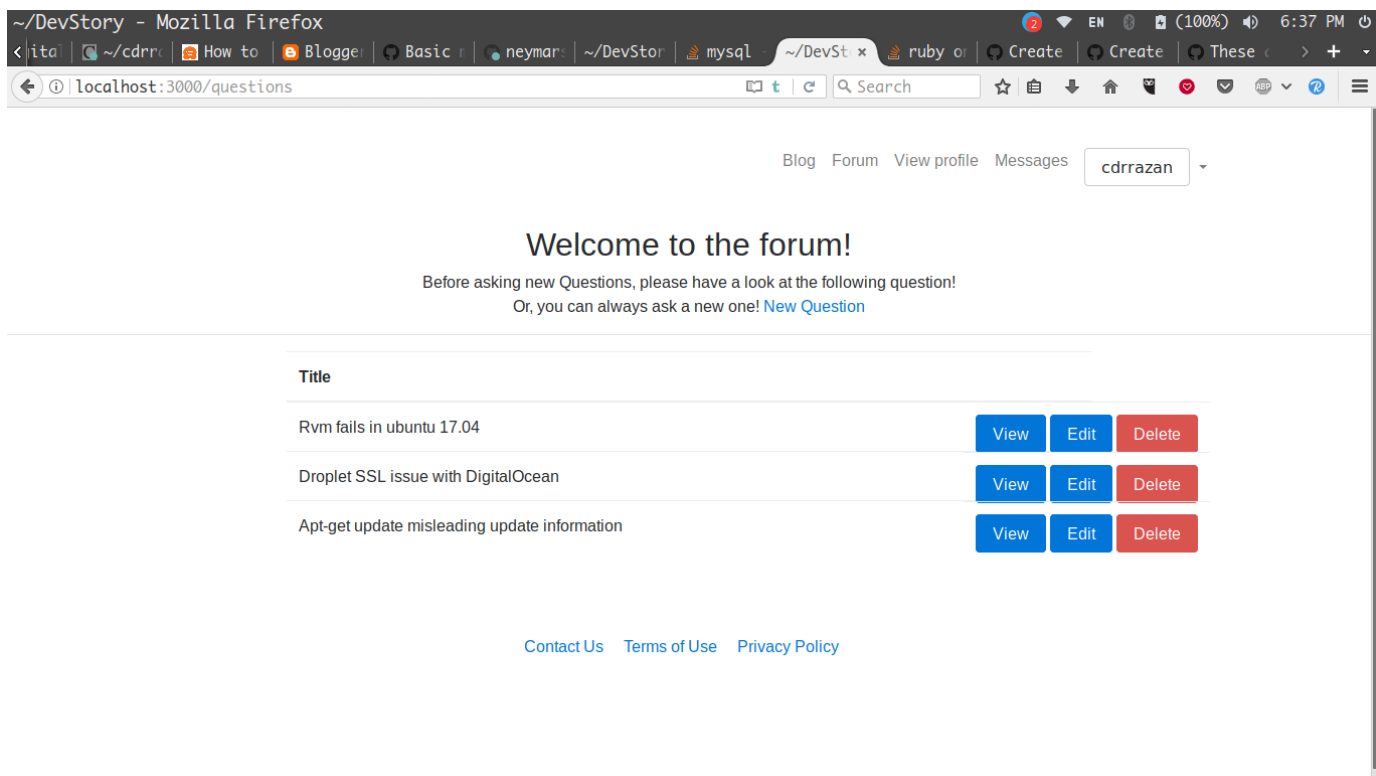 ~/DevStory - Mozilla Firefox
2 EN (100%) 6:37 PM
~/cdrr How to Blogger Basic neymar ~/DevStor mysql - ~/DevSt ruby o Create Create These
localhost:3000/questions Search ABP
Blog Forum View profile Messages cdrrazan
Welcome to the forum!
Before asking new Questions, please have a look at the following question!
Or, you can always ask a new one! New Question
Title
Rvm fails in ubuntu 17.04 View Edit Delete
Droplet SSL issue with DigitalOcean View Edit Delete
Apt-get update misleading update information View Edit Delete
Contact Us Terms of Use Privacy Policy